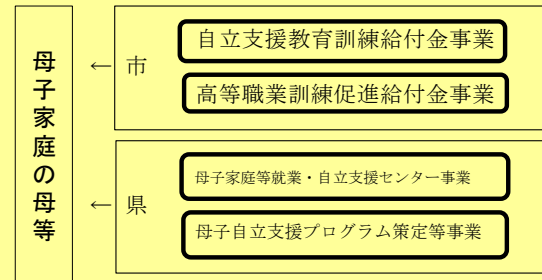 母子家庭の母等
← 市
自立支援教育訓練給付金事業
高等職業訓練促進給付金事業
← 県
母子家庭等就業・自立支援センター事業
母子自立支援プログラム策定等事業